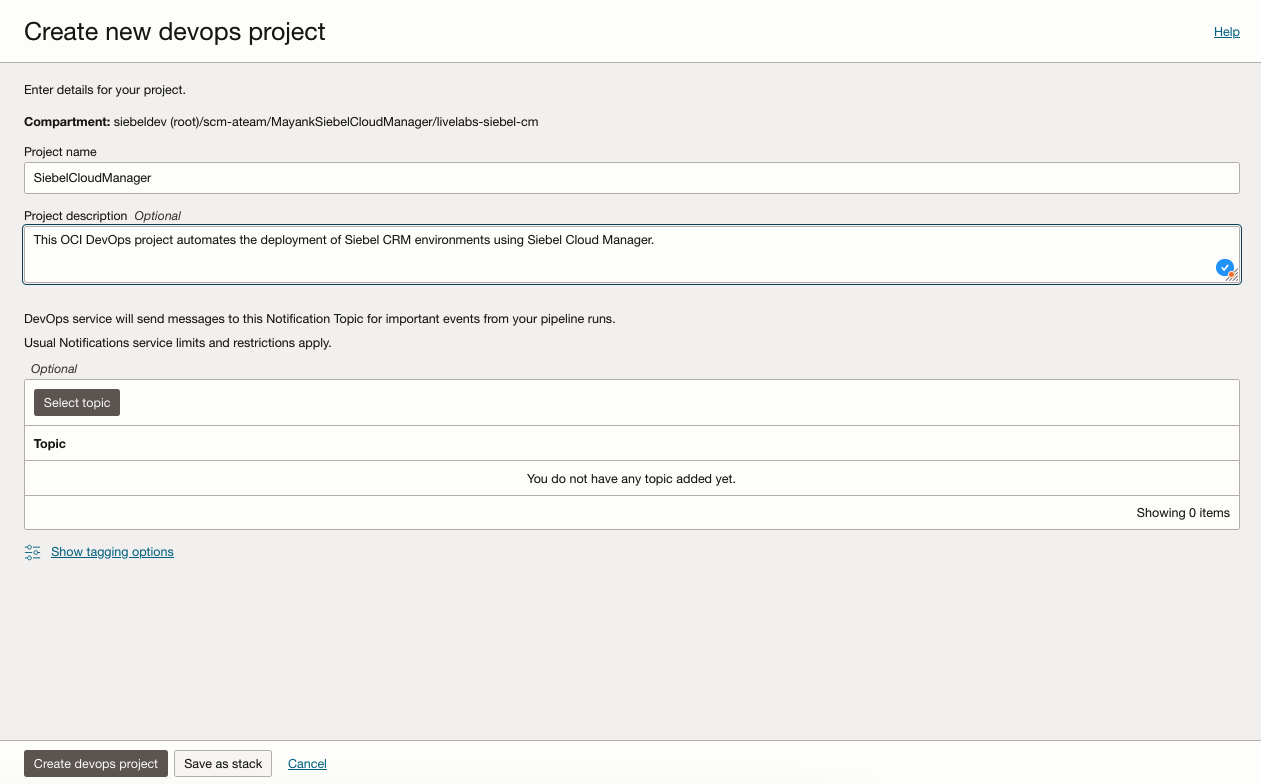 Create new devops project
Help
Enter details for your project.
Compartment: siebeldev (root)/scm-ateam/MayankSiebelCloudManager/livelabs-siebel-cm
Project name
SiebelCloudManager
Project description Optional
This OCI DevOps project automates the deployment of Siebel CRM environments using Siebel Cloud Manager.
DevOps service will send messages to this Notification Topic for important events from your pipeline runs.
Usual Notifications service limits and restrictions apply.
Optional
Select topic
Topic
You do not have any topic added yet.
Showing 0 items
Show tagging options
Create devops project
Save as stack
Cancel